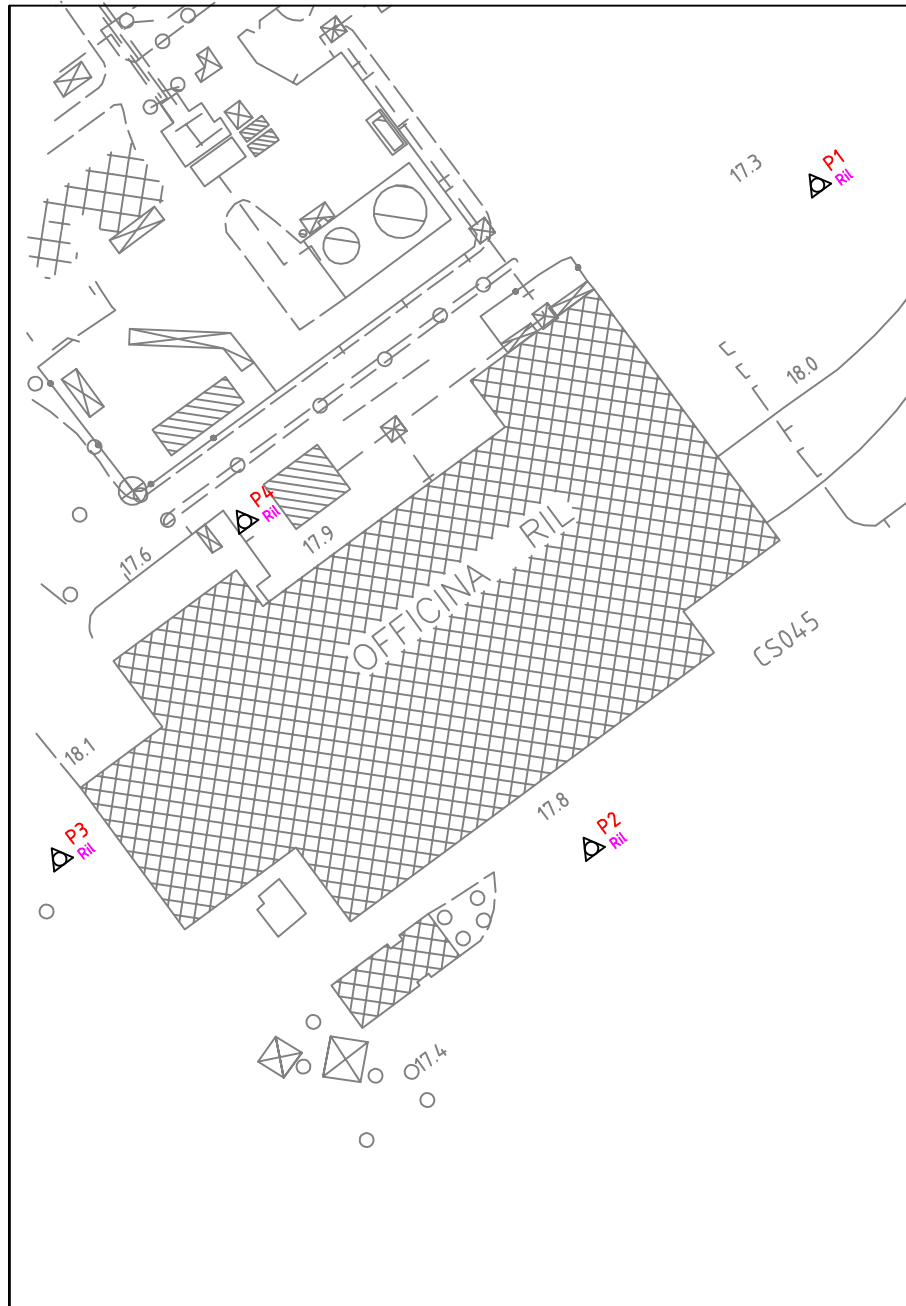 17.3
P1
Ril
18.0
P4
Ril
17.6
17.9
OFFICINA RIL
CS045
18.1
17.8
P3
Ril
P2
Ril
17.4